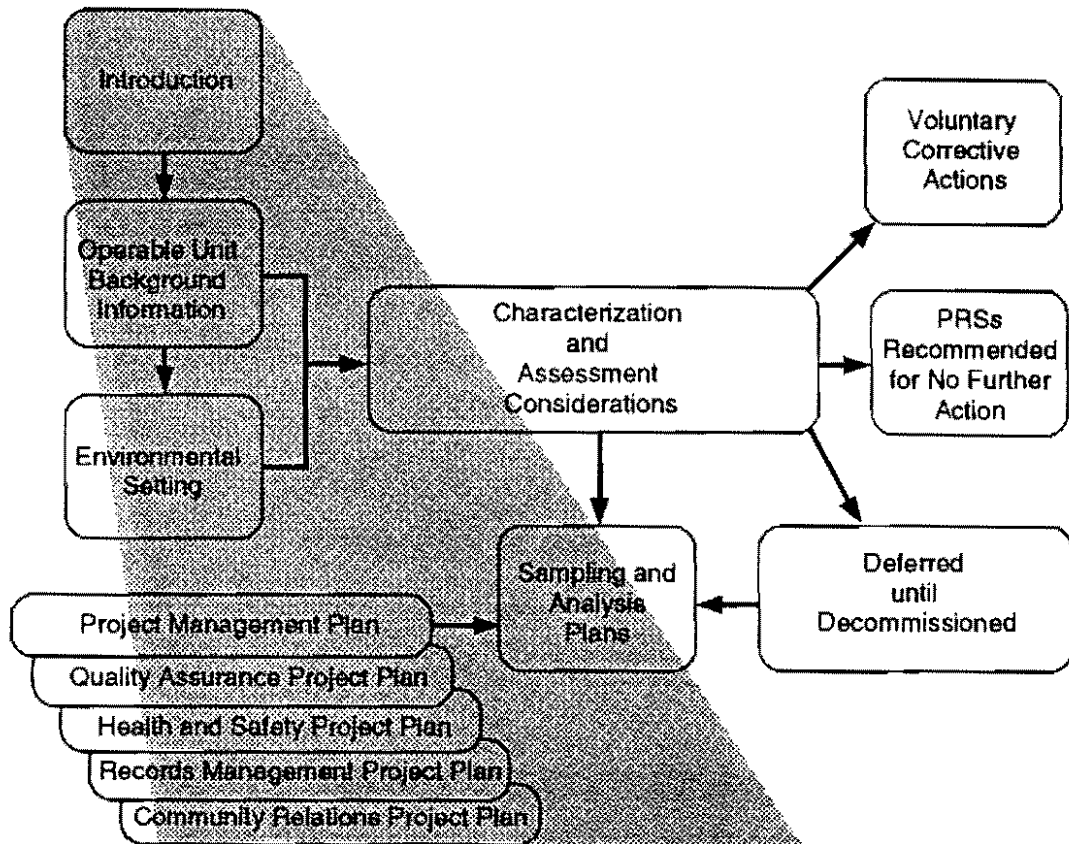 Introduction
Operable Unit
Background
Information
Environmental
Setting
Characterization
and
Assessment
Considerations
Voluntary
Corrective
Actions
PRSs
Recommended
for No Further
Action
Deferred
until
Decommissioned
Sampling and
Analysis
Plans
Project Management Plan
Quality Assurance Project Plan
Health and Safety Project Plan
Records Management Project Plan
Community Relations Project Plan